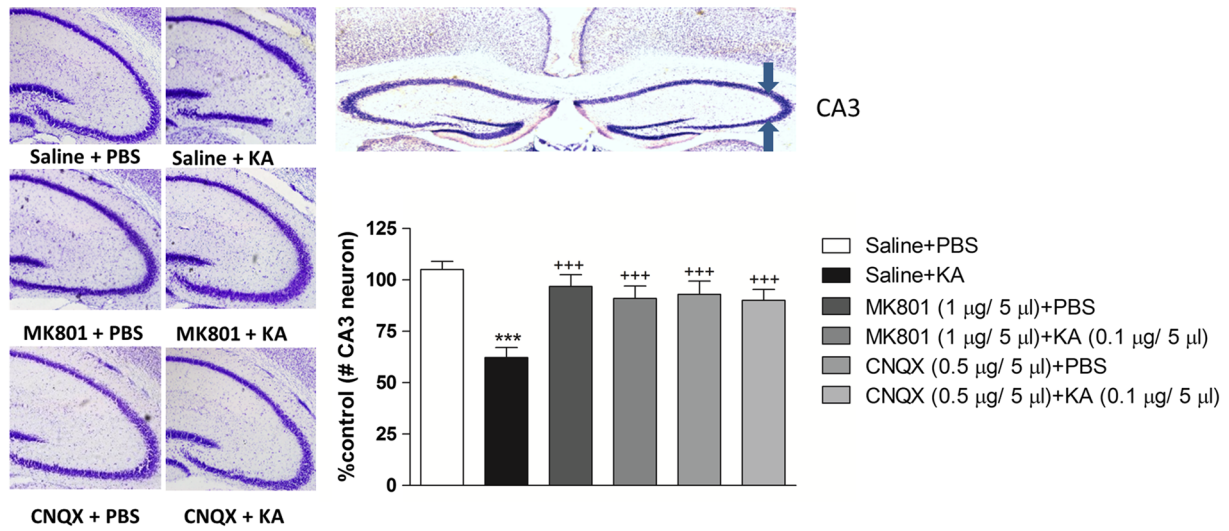 Saline + PBS
Saline + KA
MK801 + PBS
MK801 + KA
CNQX + PBS
CNQX + KA
CA3
%control (# CA3 neuron)
125
100
75
50
25
0
***
+++
+++
+++
+++
Saline+PBS
Saline+KA
MK801 (1 μg/ 5 μl)+PBS
MK801 (1 μg/ 5 μl)+KA (0.1 μg/ 5 μl)
CNQX (0.5 μg/ 5 μl)+PBS
CNQX (0.5 μg/ 5 μl)+KA (0.1 μg/ 5 μl)